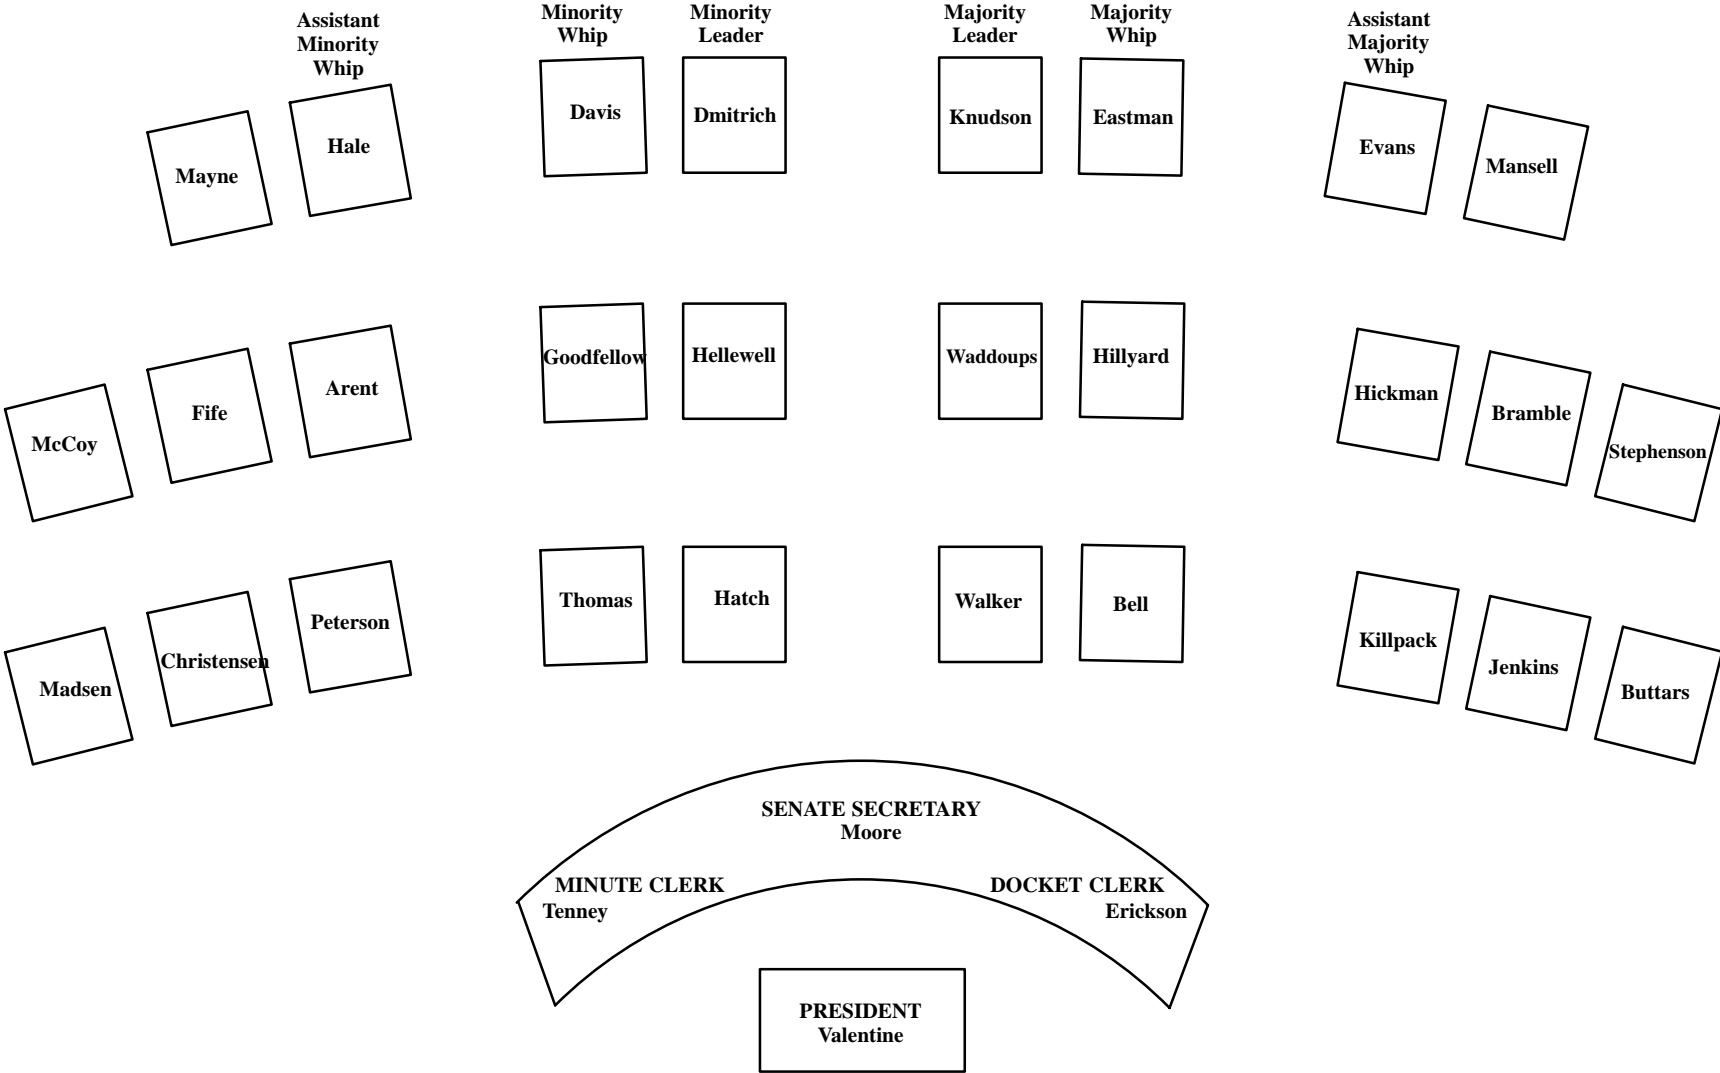 Assistant
Minority
Whip
Minority
Whip
Minority
Leader
Majority
Leader
Majority
Whip
Assistant
Majority
Whip
Mayne
Hale
Davis
Dmitrich
Knudson
Eastman
Evans
Mansell
McCoy
Fife
Arent
Goodfellow
Hellewell
Waddoups
Hillyard
Hickman
Bramble
Stephenson
Madsen
Christensen
Peterson
Thomas
Hatch
Walker
Bell
Killpack
Jenkins
Buttars
SENATE SECRETARY
Moore
MINUTE CLERK
Tenney
DOCKET CLERK
Erickson
PRESIDENT
Valentine